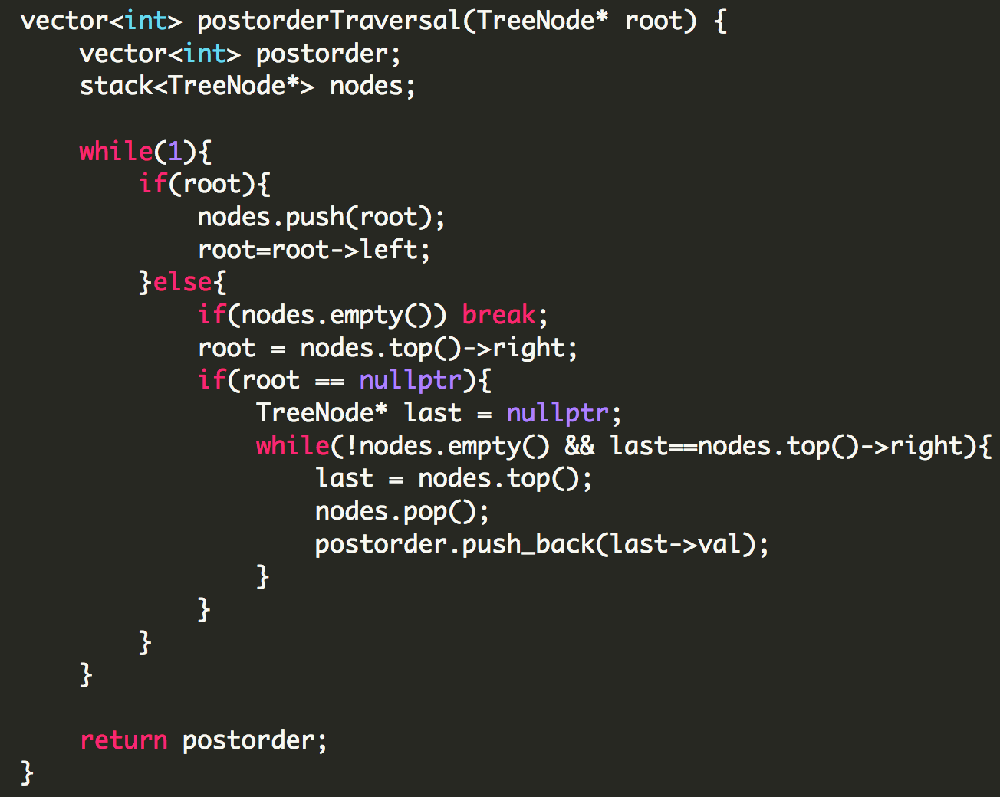 vector<int> postorderTraversal(TreeNode* root) {
    vector<int> postorder;
    stack<TreeNode*> nodes;

    while(1){
        if(root){
            nodes.push(root);
            root=root->left;
        }else{
            if(nodes.empty()) break;
            root = nodes.top()->right;
            if(root == nullptr){
                TreeNode* last = nullptr;
                while(!nodes.empty() && last==nodes.top()->right){
                    last = nodes.top();
                    nodes.pop();
                    postorder.push_back(last->val);
                }
            }
        }
    }

    return postorder;
}